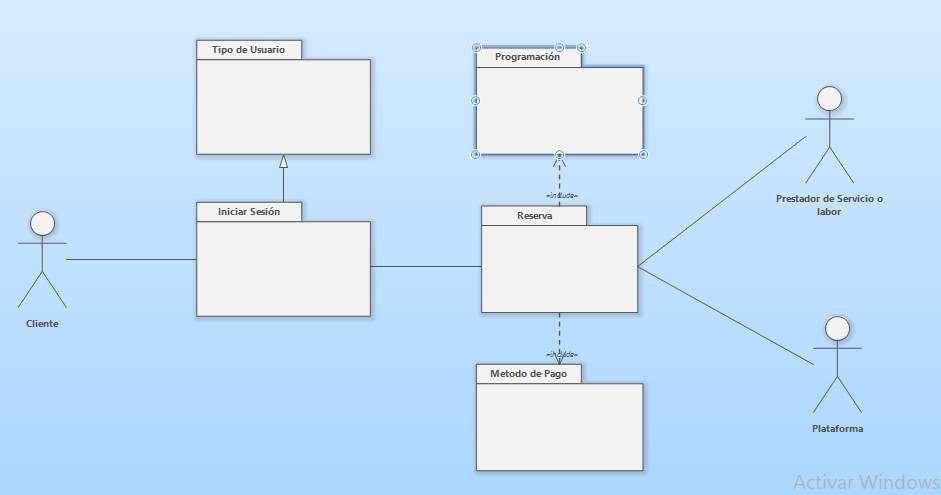 Tipo de Usuario
Programación
Iniciar Sesión
«include»
Reserva
Prestador de Servicio o
labor
Cliente
«include»
Metodo de Pago
Plataforma
Activar Windows